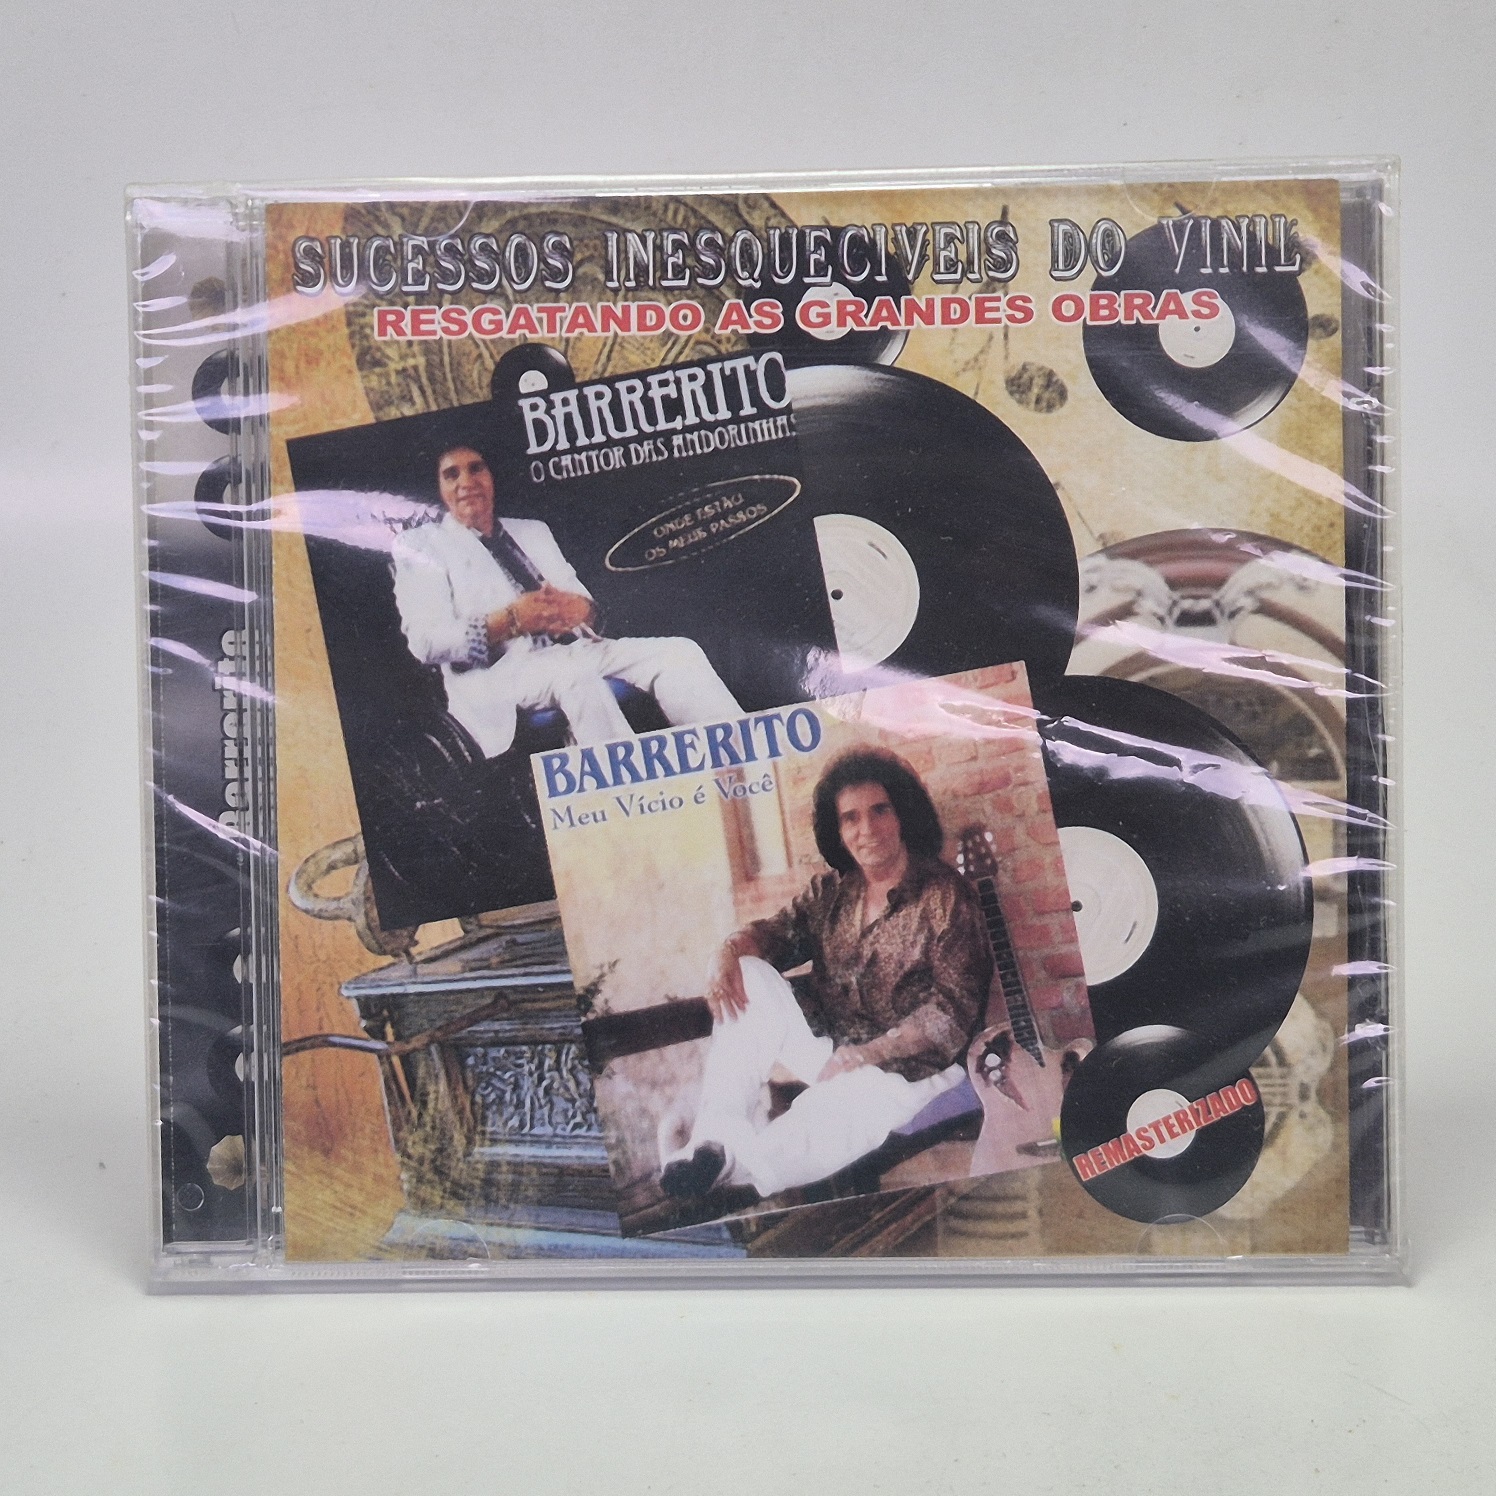 SUCESSOS INESQUECIVEIS DO VINIL
RESGATANDO AS GRANDES OBRAS
BARRERITO
O CANTOR DAS ANDORINHAS
ONDE ESTÃO
OS MEUS PASSOS
BARRERITO
Meu Vício é Você
REMASTERIZADO
Barrerito